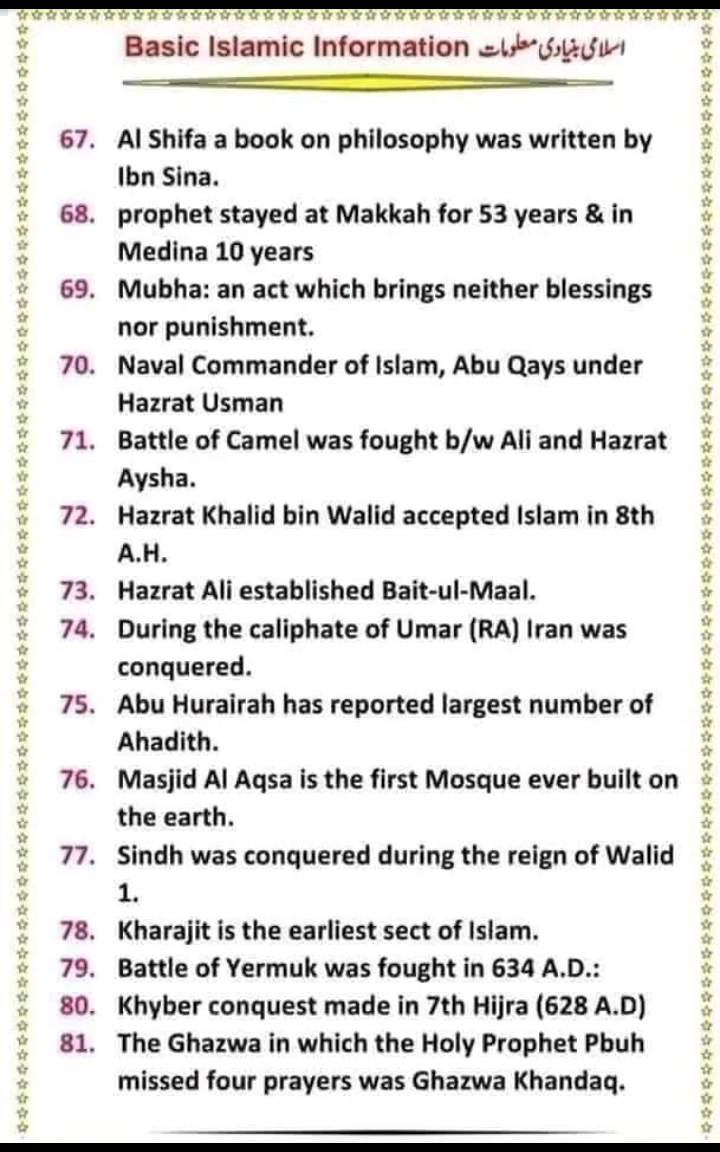 Basic Islamic Information اسلامی بنیادی معلومات
67. Al Shifa a book on philosophy was written by
Ibn Sina.
68. prophet stayed at Makkah for 53 years & in
Medina 10 years
69. Mubha: an act which brings neither blessings
nor punishment.
70. Naval Commander of Islam, Abu Qays under
Hazrat Usman
71. Battle of Camel was fought b/w Ali and Hazrat
Aysha.
72. Hazrat Khalid bin Walid accepted Islam in 8th
A.H.
73. Hazrat Ali established Bait-ul-Maal.
74. During the caliphate of Umar (RA) Iran was
conquered.
75. Abu Hurairah has reported largest number of
Ahadith.
76. Masjid Al Aqsa is the first Mosque ever built on
the earth.
77. Sindh was conquered during the reign of Walid
1.
78. Kharajit is the earliest sect of Islam.
79. Battle of Yermuk was fought in 634 A.D.:
80. Khyber conquest made in 7th Hijra (628 A.D)
81. The Ghazwa in which the Holy Prophet Pbuh
missed four prayers was Ghazwa Khandaq.